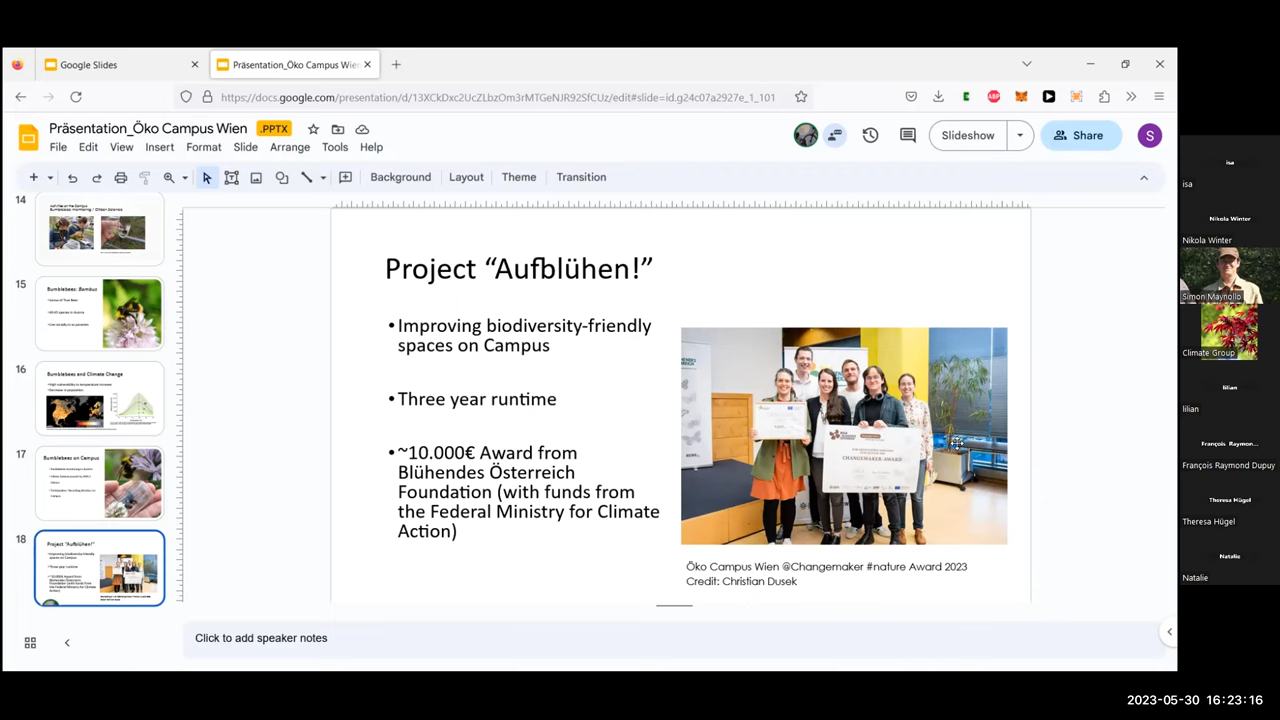 Google Slides
Präsentation_Öko Campus Wien
https://docs.google.com/presentation/d/13XCkDxc2UcZLbzOm3rMTGeNJR92SfCUz/edit#slide=id.g24c07a2927e_1_101
Präsentation_Öko Campus Wien .PPTX
File Edit View Insert Format Slide Arrange Tools Help
Slideshow
Share
S
Background Layout Theme Transition
14
15
Bumblebees: Bombus
16
Bumblebees and Climate Change
17
Bumblebees on Campus
18
Project "Aufblühen!"
Project “Aufblühen!”
• Improving biodiversity-friendly
spaces on Campus
• Three year runtime
• ~10.000€ Award from
Blühendes Österreich
Foundation (with funds from
the Federal Ministry for Climate
Action)
CHANGEMAKER-AWARD
Öko Campus Wien @Changemaker #nature Award 2023
Credit: Christian Dusek
Click to add speaker notes
isa
isa
Nikola Winter
Nikola Winter
Simon Maynollo
Climate Group
lilian
lilian
François Raymon...
François Raymond Dupuy
Theresa Hügel
Theresa Hügel
Natalie
Natalie
2023-05-30 16:23:16